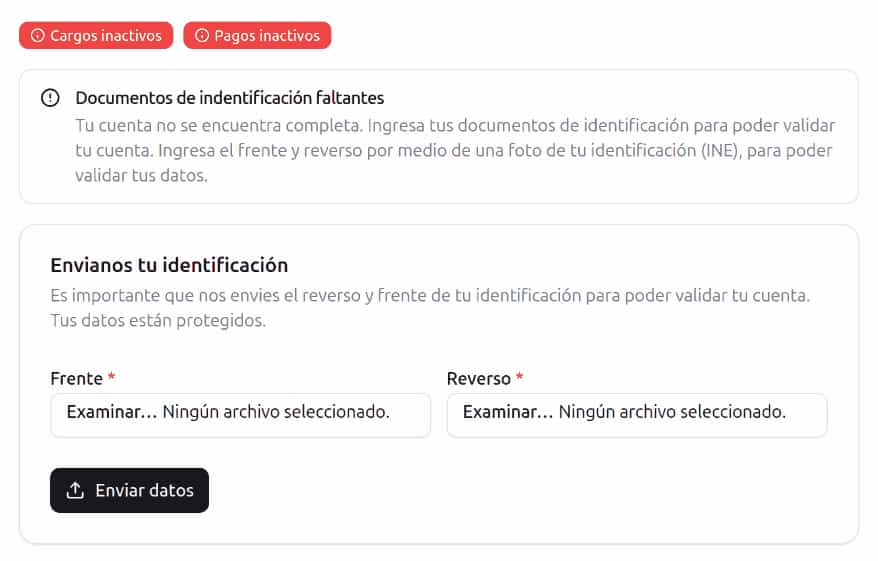 Cargos inactivos Pagos inactivos
Documentos de indentificación faltantes
Tu cuenta no se encuentra completa. Ingresa tus documentos de identificación para poder validar
tu cuenta. Ingresa el frente y reverso por medio de una foto de tu identificación (INE), para poder
validar tus datos.
Envianos tu identificación
Es importante que nos envies el reverso y frente de tu identificación para poder validar tu cuenta.
Tus datos están protegidos.
Frente * Reverso *
Examinar... Ningún archivo seleccionado. Examinar... Ningún archivo seleccionado.
Enviar datos